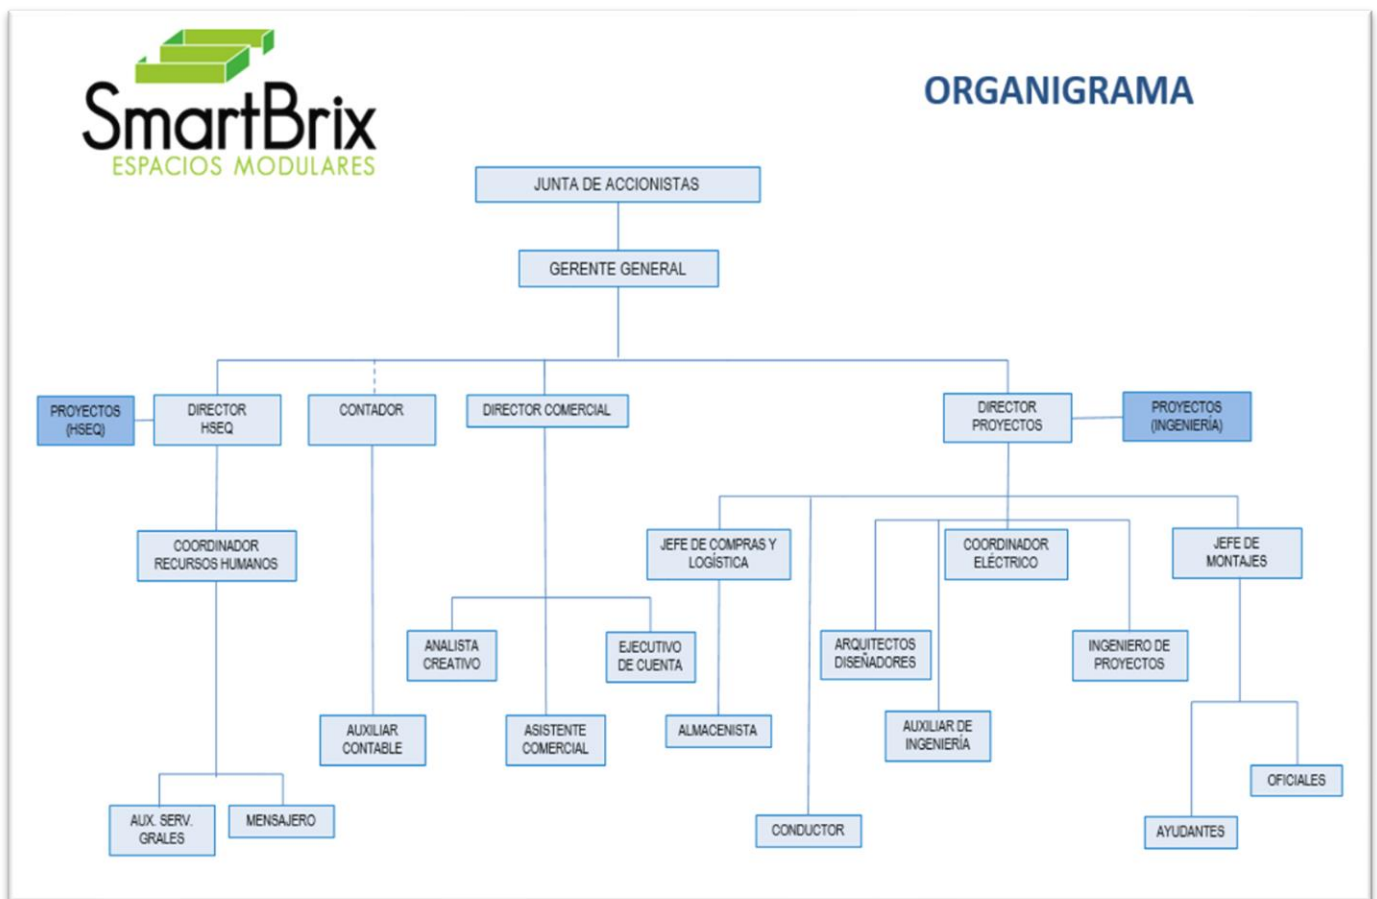 SmartBrix
ESPACIOS MODULARES
ORGANIGRAMA
JUNTA DE ACCIONISTAS
GERENTE GENERAL
PROYECTOS
(HSEQ)
DIRECTOR
HSEQ
CONTADOR
DIRECTOR COMERCIAL
DIRECTOR
PROYECTOS
PROYECTOS
(INGENIERÍA)
COORDINADOR
RECURSOS HUMANOS
JEFE DE COMPRAS Y
LOGÍSTICA
COORDINADOR
ELÉCTRICO
JEFE DE
MONTAJES
ANALISTA
CREATIVO
EJECUTIVO
DE CUENTA
ARQUITECTOS
DISEÑADORES
INGENIERO DE
PROYECTOS
AUXILIAR
CONTABLE
ASISTENTE
COMERCIAL
ALMACENISTA
AUXILIAR DE
INGENIERÍA
OFICIALES
AUX. SERV.
GRALES
MENSAJERO
CONDUCTOR
AYUDANTES